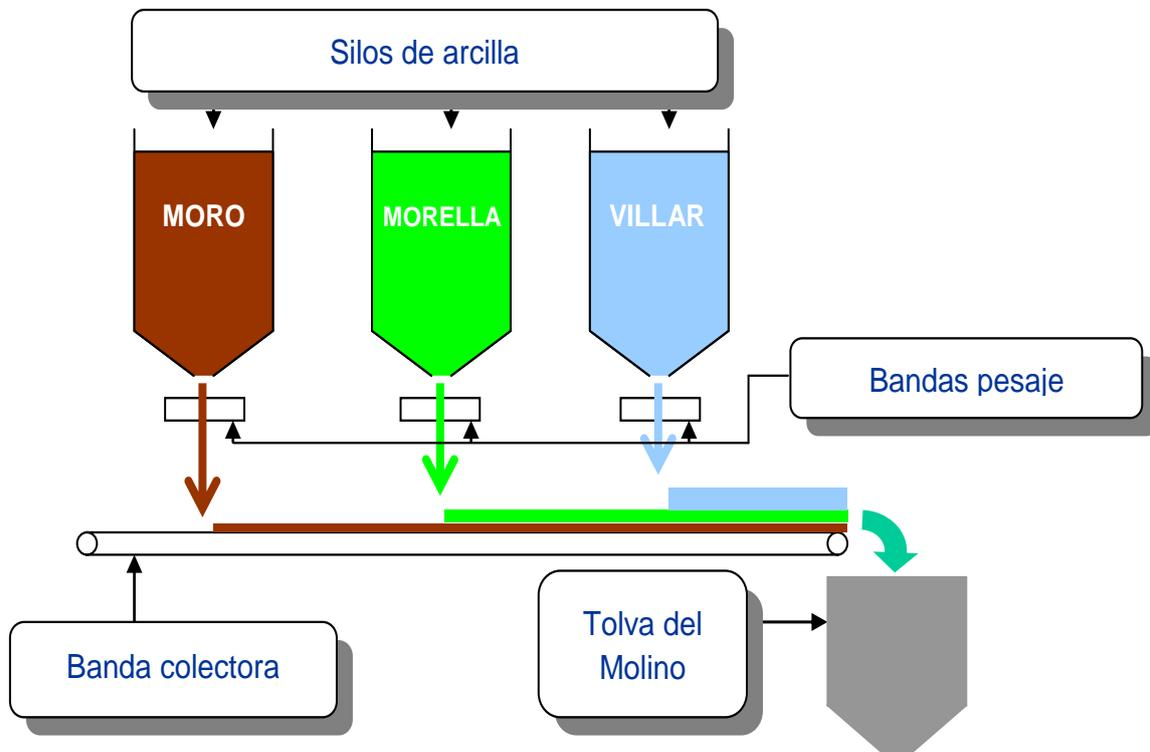 Silos de arcilla
MORO
MORELLA
VILLAR
Bandas pesaje
Tolva del
Molino
Banda colectora